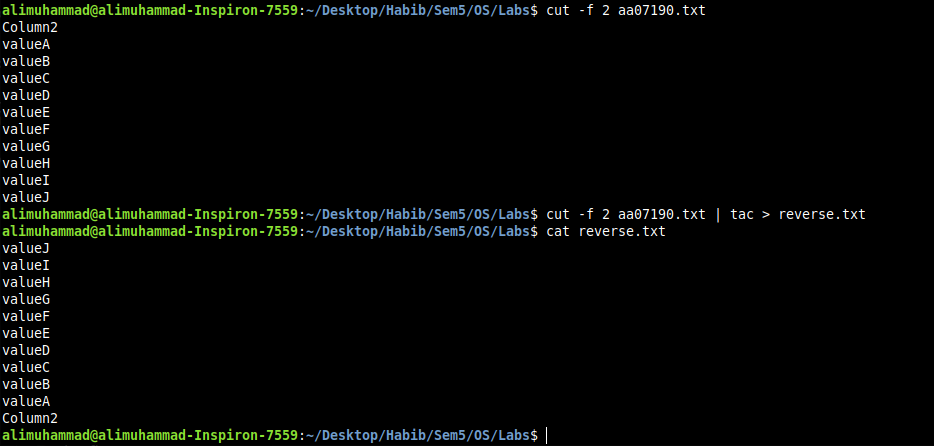 alimuhammad@alimuhammad-Inspiron-7559:~/Desktop/Habib/Sem5/OS/Labs$ cut -f 2 aa07190.txt
Column2
valueA
valueB
valueC
valueD
valueE
valueF
valueG
valueH
valueI
valueJ
alimuhammad@alimuhammad-Inspiron-7559:~/Desktop/Habib/Sem5/OS/Labs$ cut -f 2 aa07190.txt | tac > reverse.txt
alimuhammad@alimuhammad-Inspiron-7559:~/Desktop/Habib/Sem5/OS/Labs$ cat reverse.txt
valueJ
valueI
valueH
valueG
valueF
valueE
valueD
valueC
valueB
valueA
Column2
alimuhammad@alimuhammad-Inspiron-7559:~/Desktop/Habib/Sem5/OS/Labs$